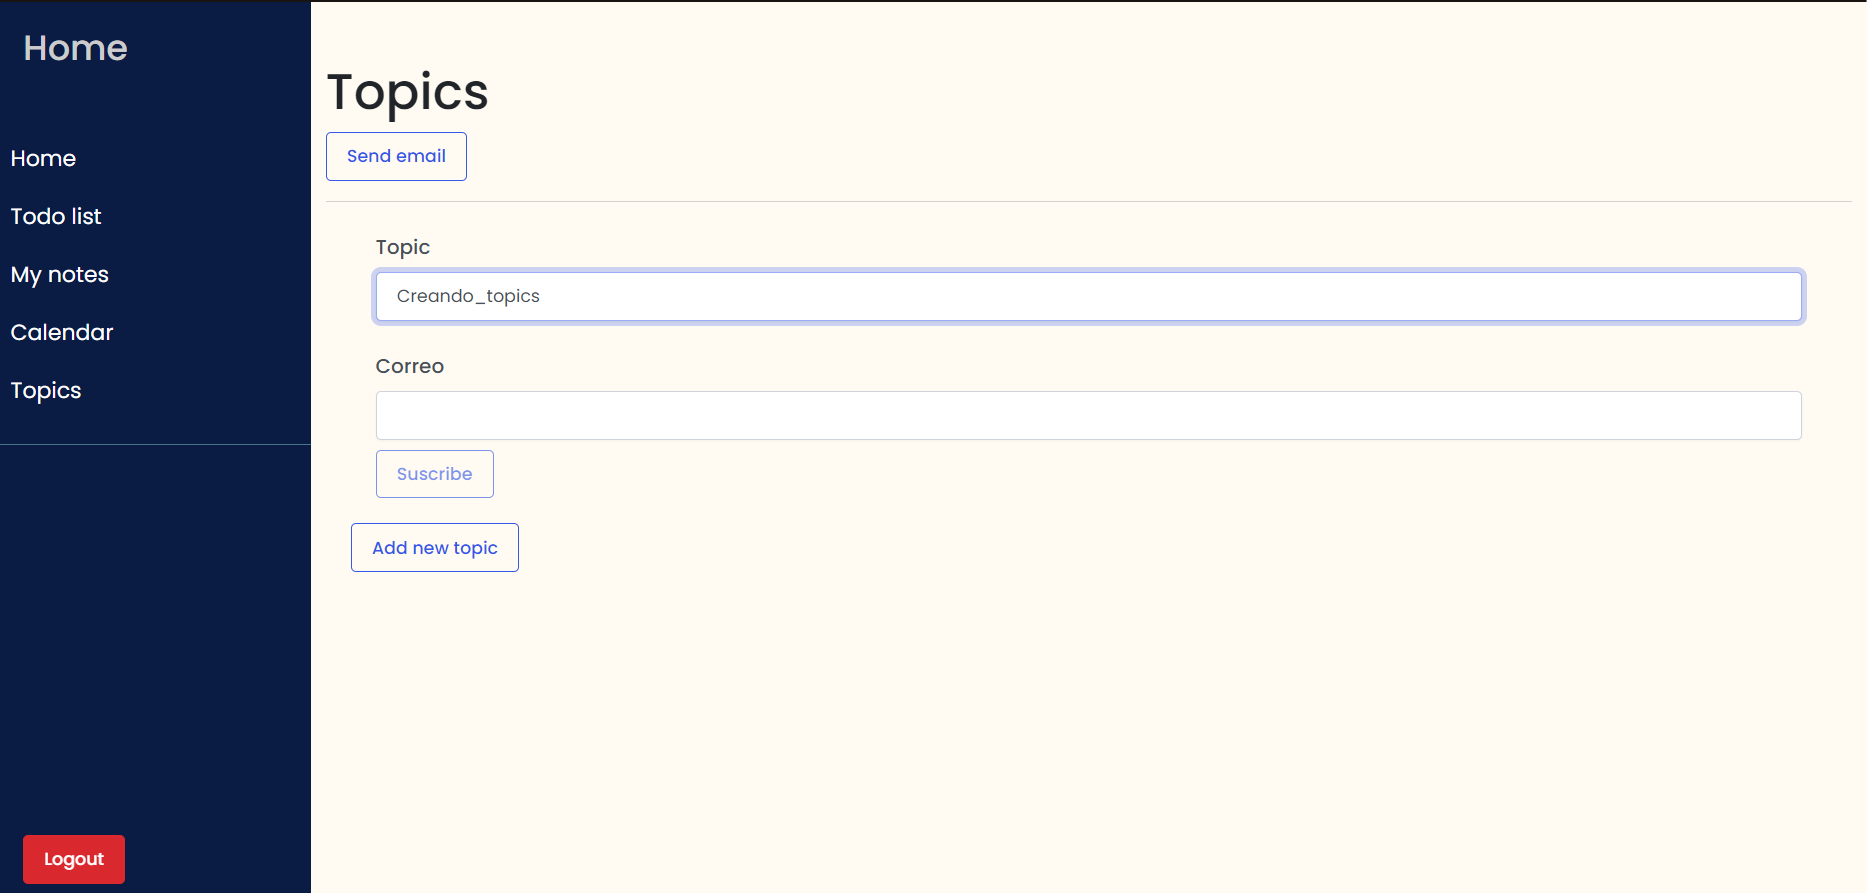 Home
Home
Todo list
My notes
Calendar
Topics
Logout
Topics
Send email
Topic
Creando_topics
Correo
Suscribe
Add new topic